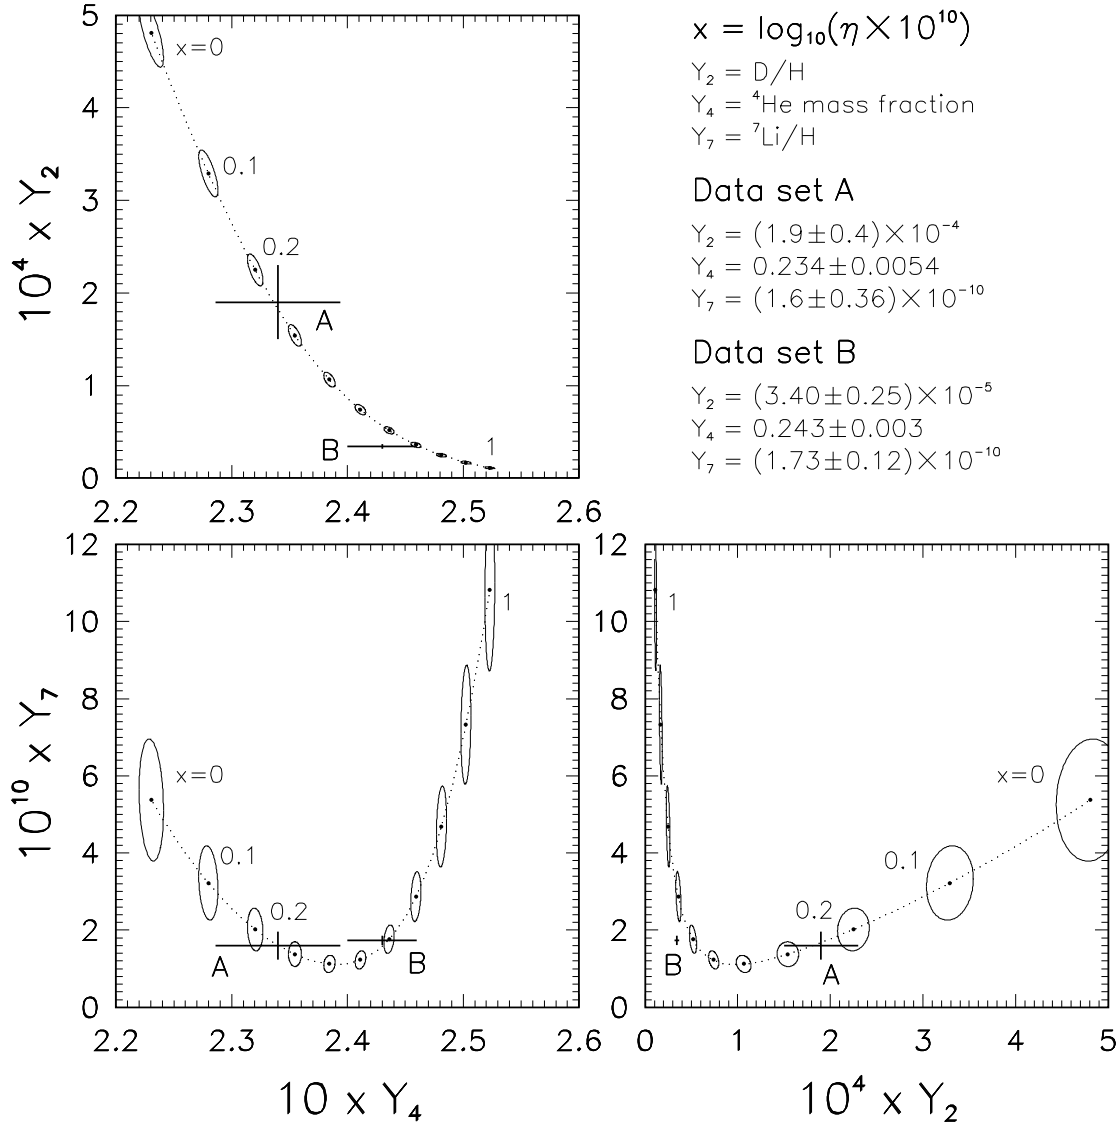 x = log₁₀(η×10¹⁰)
Y₂ = D/H
Y₄ = ⁴He mass fraction
Y₇ = ⁷Li/H
Data set A
Y₂ = (1.9±0.4)×10⁻⁴
Y₄ = 0.234±0.0054
Y₇ = (1.6±0.36)×10⁻¹⁰
Data set B
Y₂ = (3.40±0.25)×10⁻⁵
Y₄ = 0.243±0.003
Y₇ = (1.73±0.12)×10⁻¹⁰
10⁴ x Y₂
5
4
3
2
1
0
x=0
0.1
0.2
A
B
1
2.2 2.3 2.4 2.5 2.6
10¹⁰ x Y₇
12
10
8
6
4
2
0
x=0
0.1
0.2
A
B
1
2.2 2.3 2.4 2.5 2.6
10 x Y₄
12
10
8
6
4
2
0
1
x=0
0.1
0.2
B
A
0 1 2 3 4 5
10⁴ x Y₂